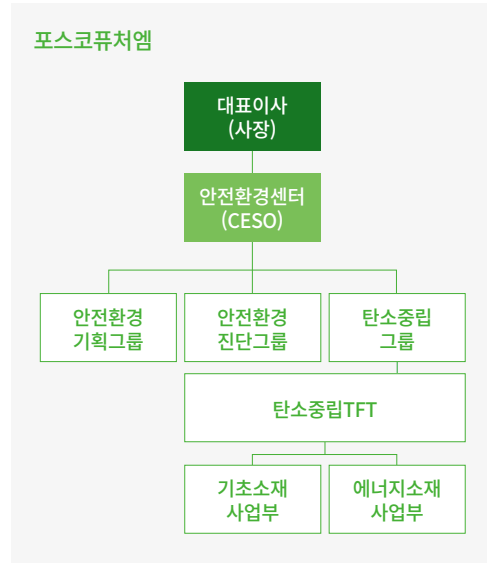 포스코퓨처엠
대표이사
(사장)
안전환경센터
(CESO)
안전환경
기획그룹
안전환경
진단그룹
탄소중립
그룹
탄소중립TFT
기초소재
사업부
에너지소재
사업부